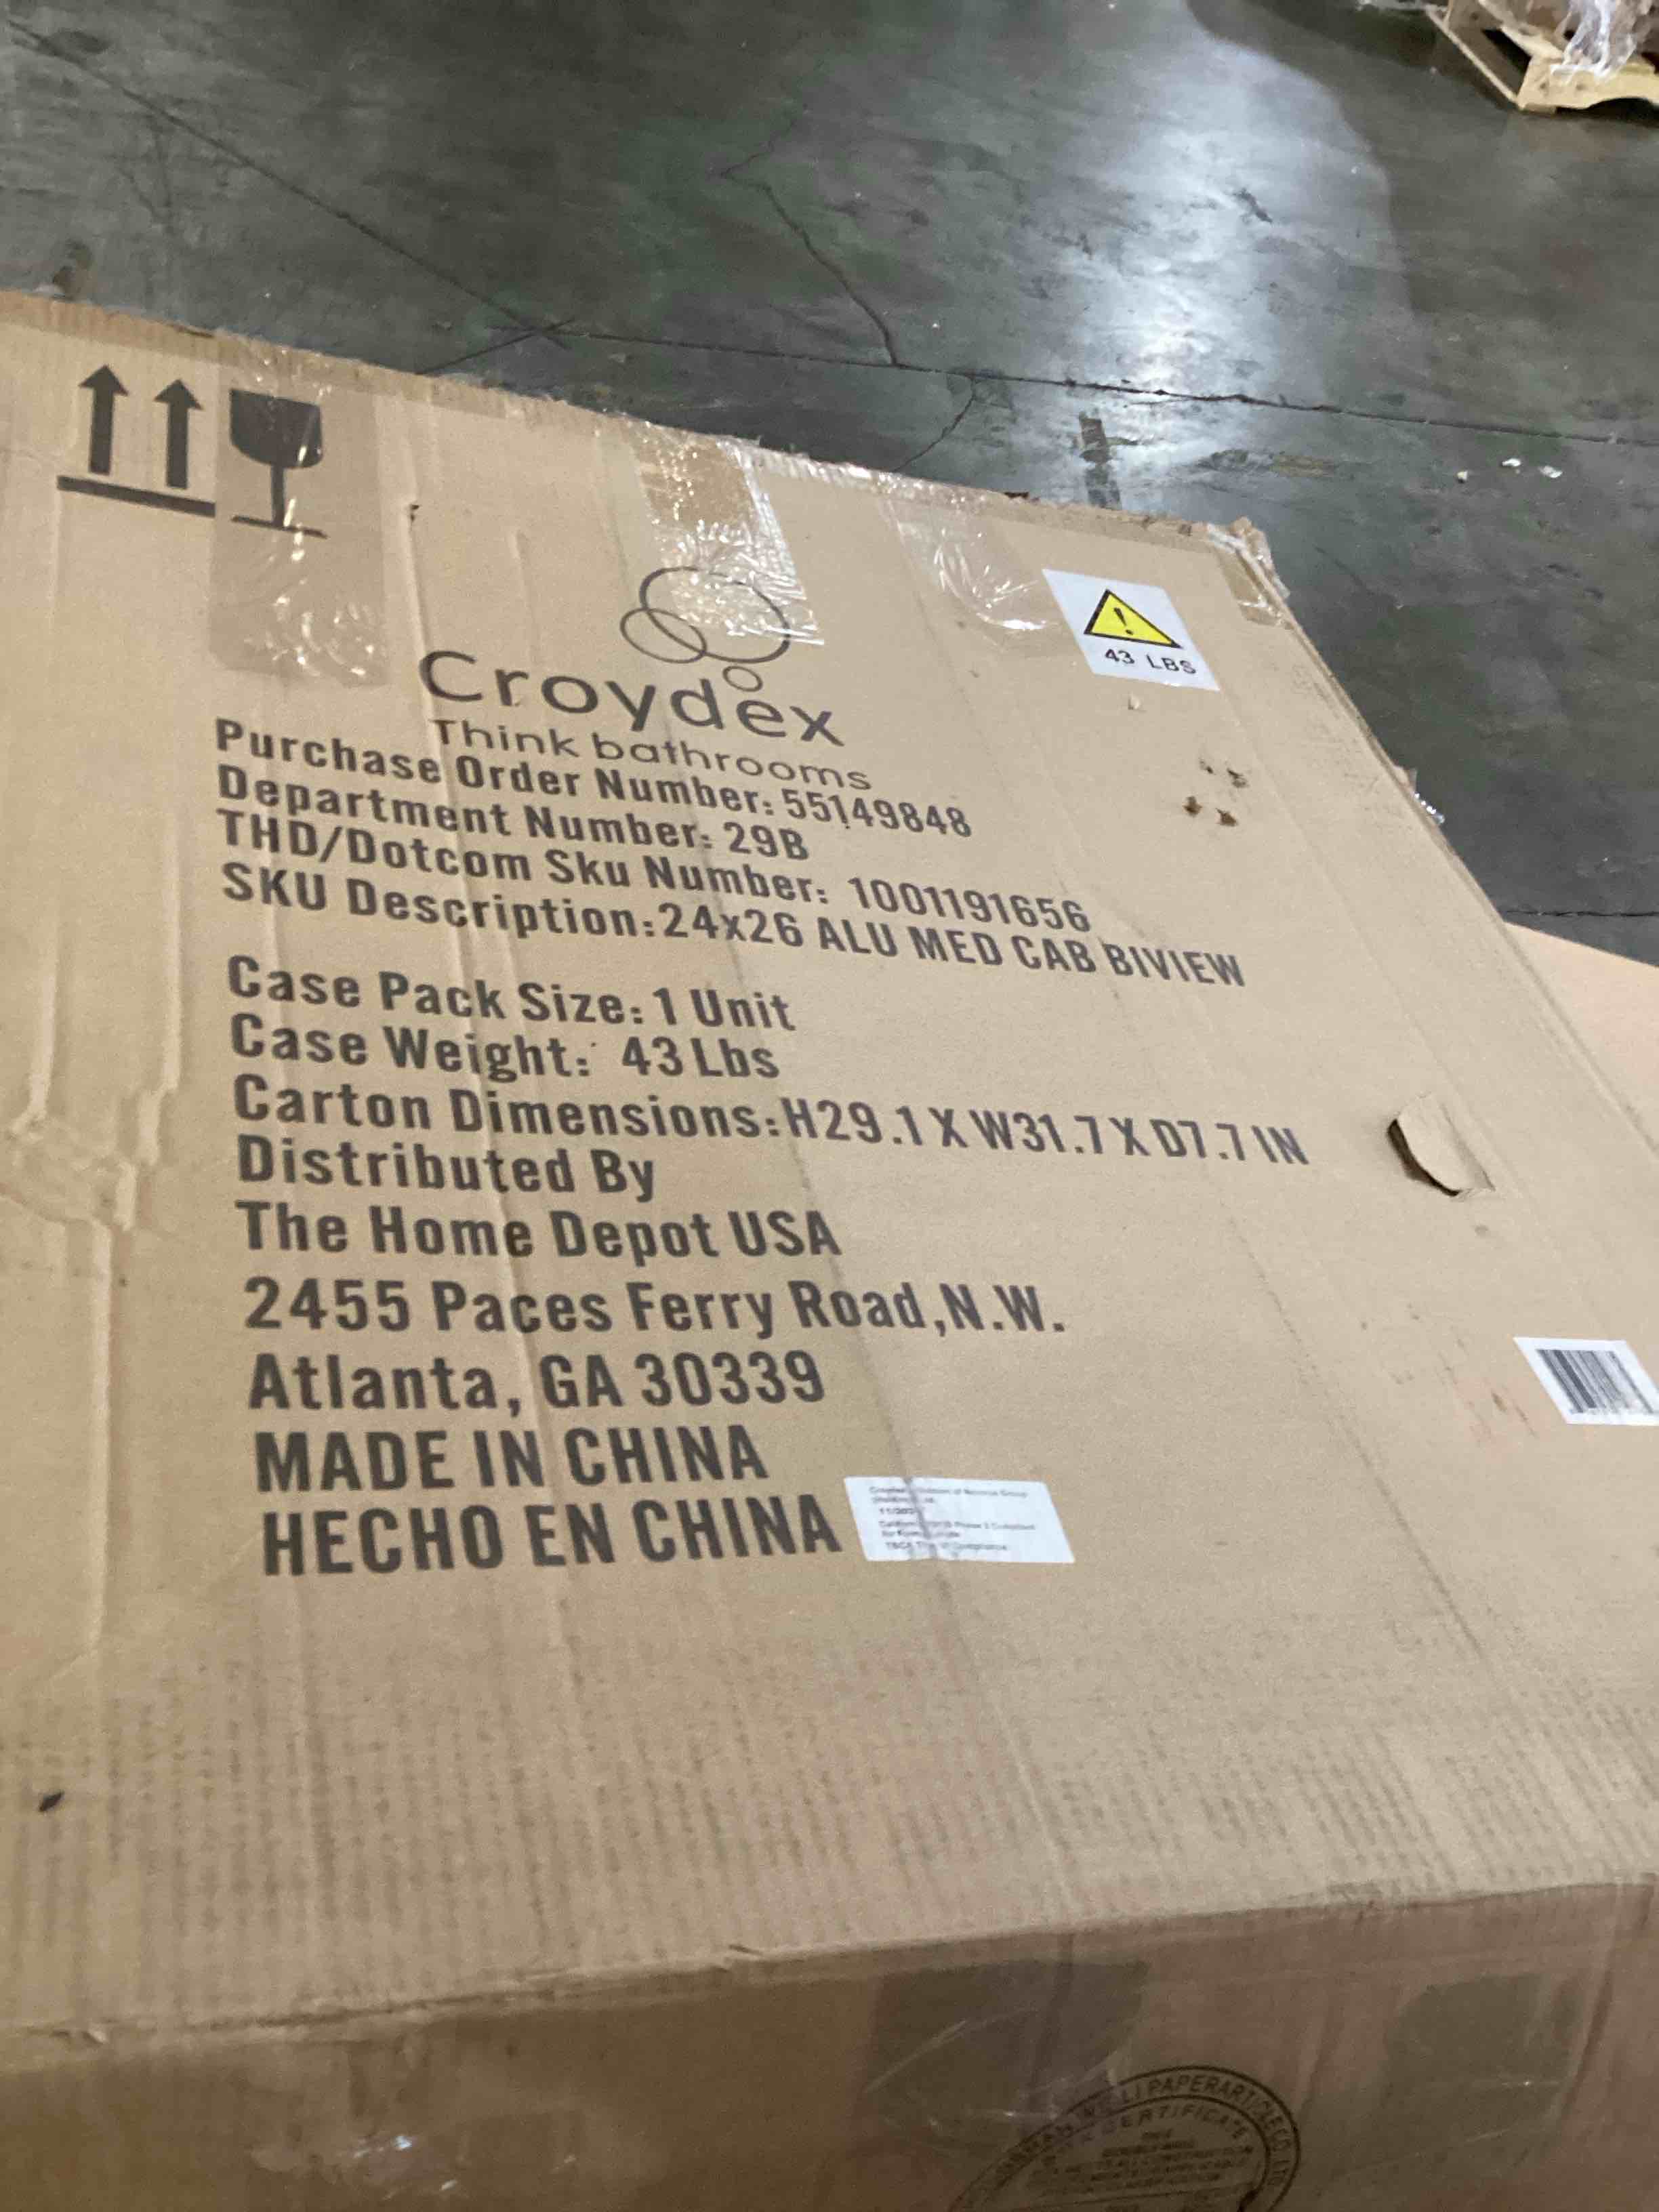 Croydex
Think bathrooms
43 LBS
Purchase Order Number: 55149848
Department Number: 29B
THD/Dotcom Sku Number: 1001191656
SKU Description:24x26 ALU MED CAB BIVIEW
Case Pack Size: 1 Unit
Case Weight: 43 Lbs
Carton Dimensions:H29.1 X W31.7 X D7.7 IN
Distributed By
The Home Depot USA
2455 Paces Ferry Road,N.W.
Atlanta, GA 30339
MADE IN CHINA
HECHO EN CHINA